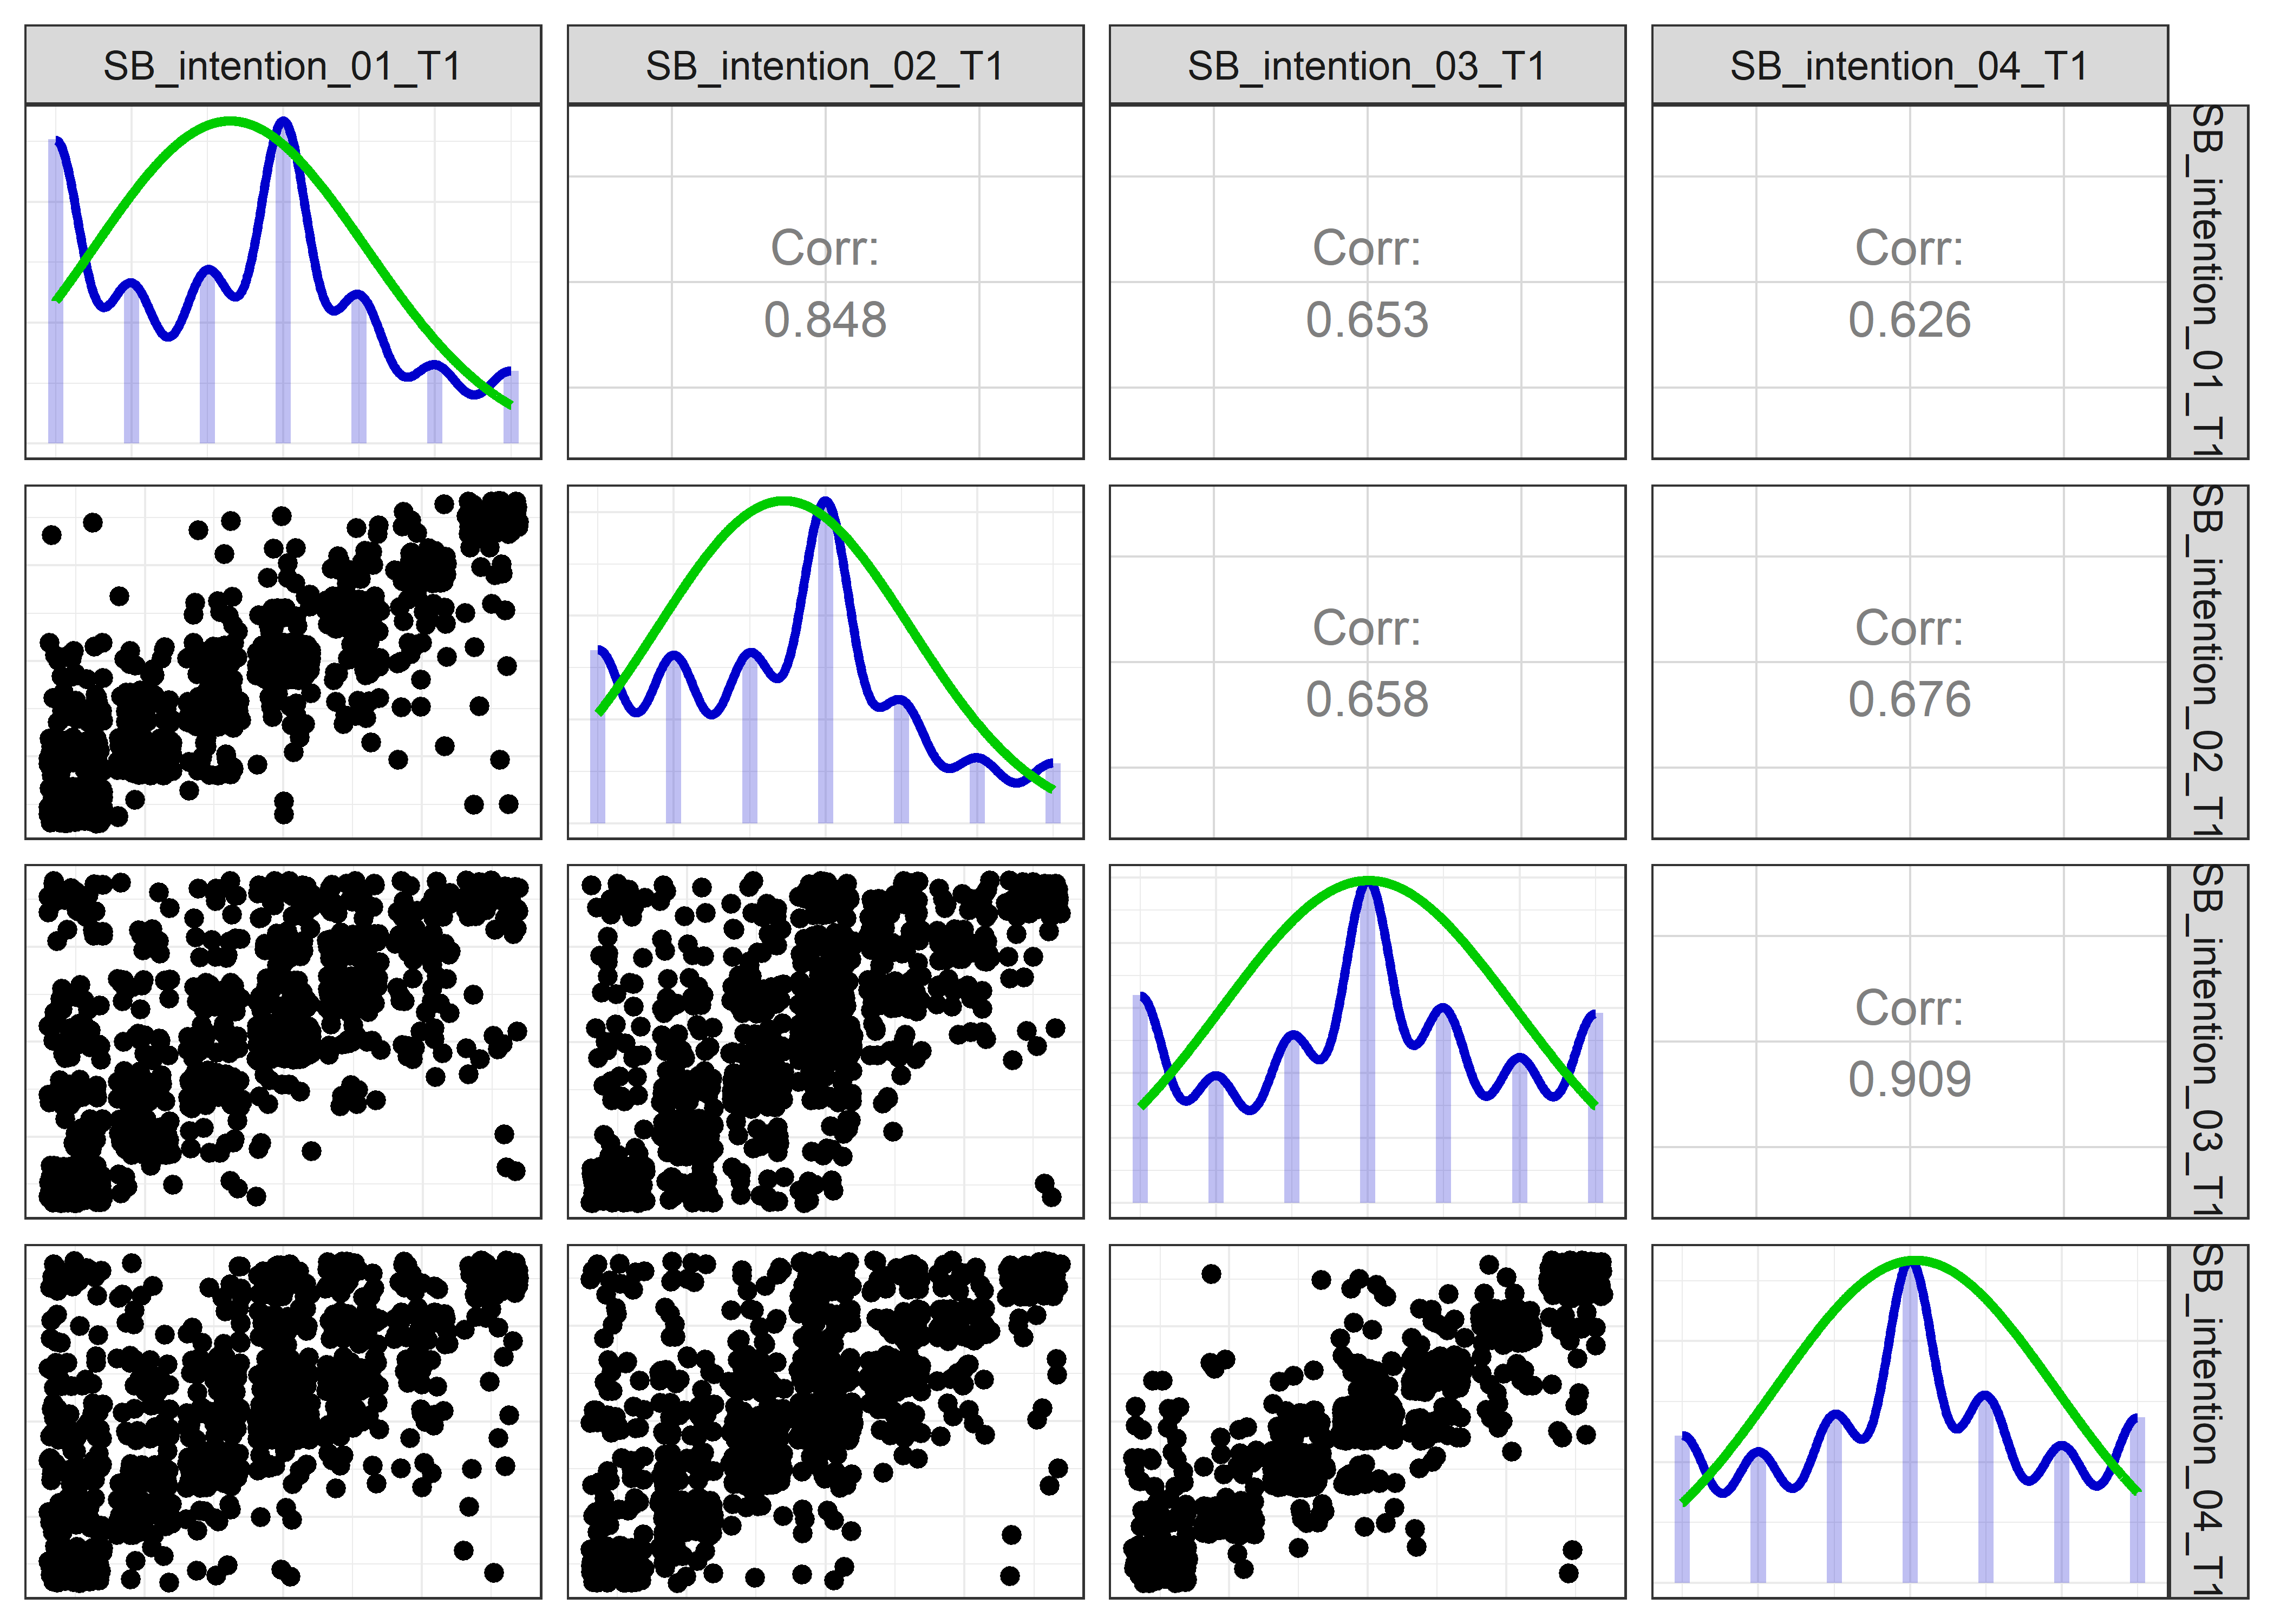 SB_intention_01_T1
SB_intention_02_T1
SB_intention_03_T1
SB_intention_04_T1
Corr:
0.848
Corr:
0.653
Corr:
0.626
SB_intention_01_T1
Corr:
0.658
Corr:
0.676
SB_intention_02_T1
Corr:
0.909
SB_intention_03_T1
SB_intention_04_T1